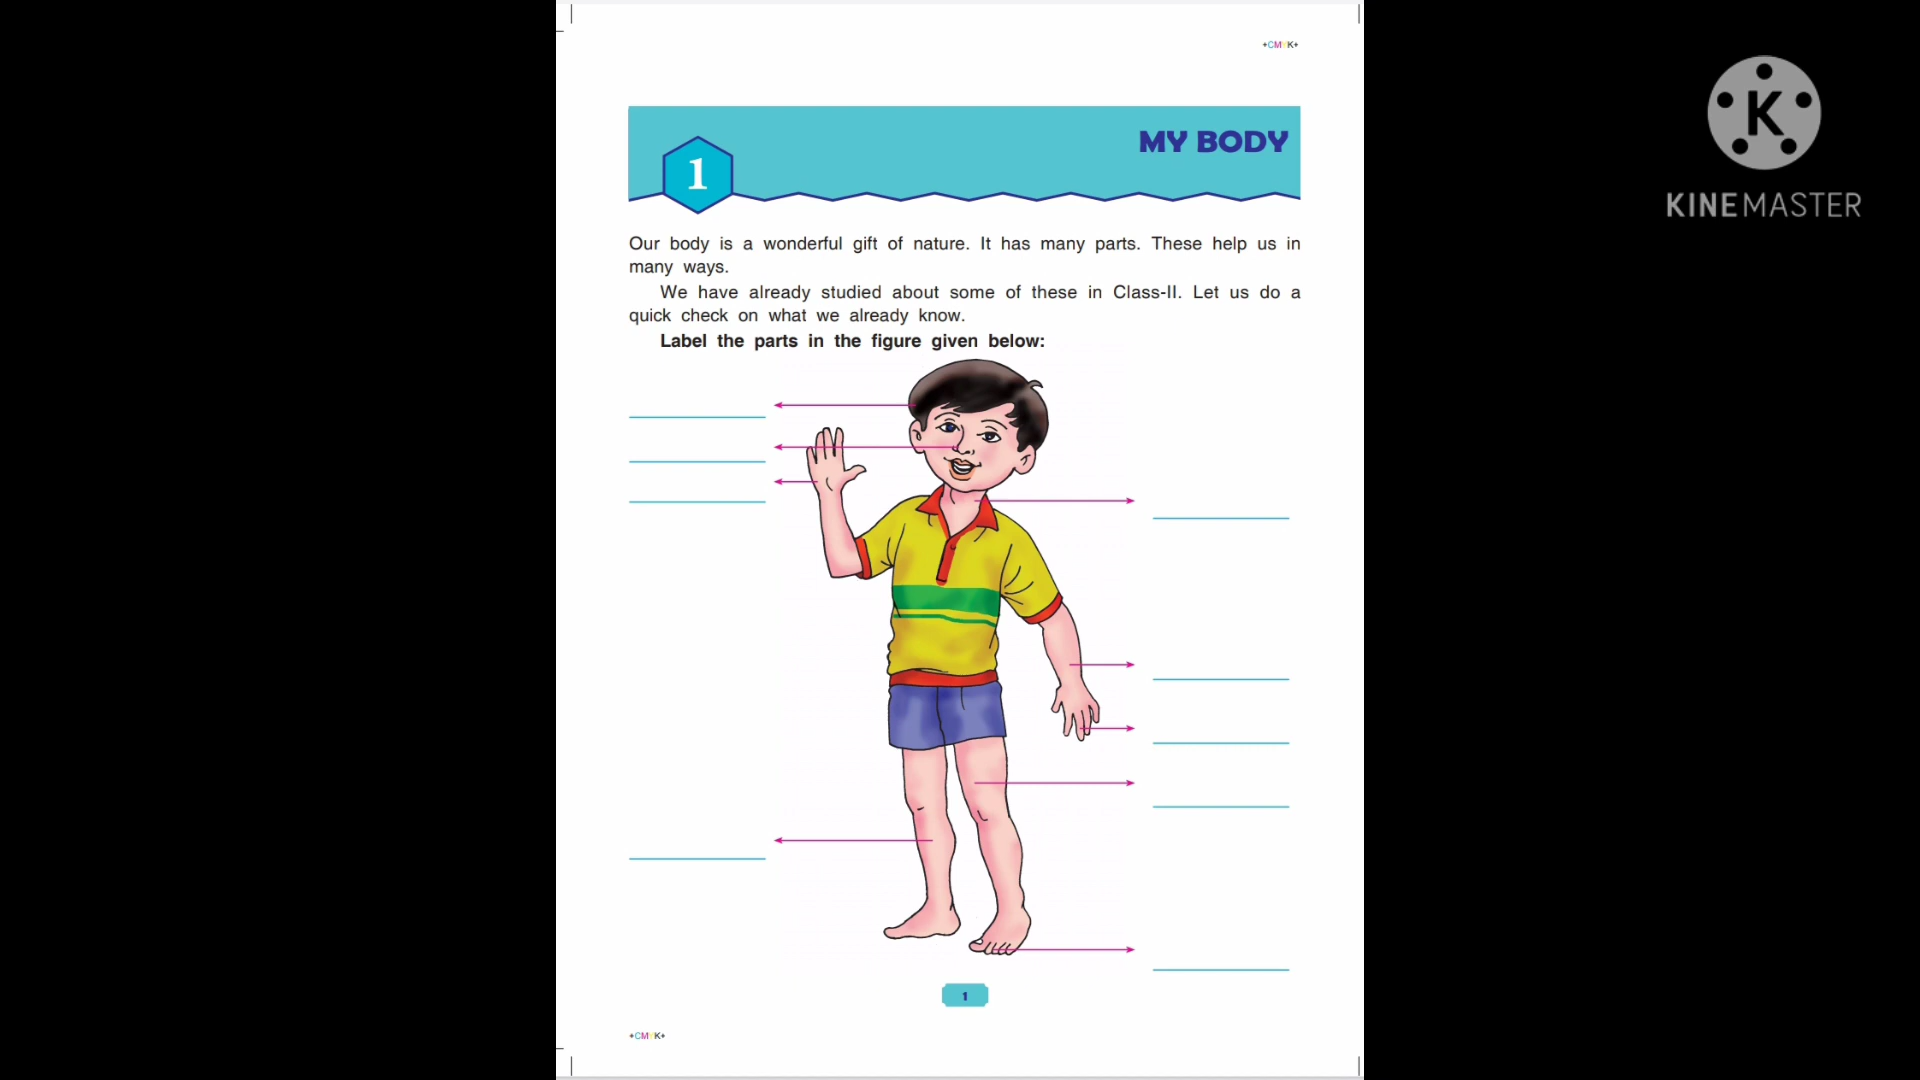 +CMYK+
MY BODY
1
Our body is a wonderful gift of nature. It has many parts. These help us in
many ways.
We have already studied about some of these in Class-II. Let us do a
quick check on what we already know.
Label the parts in the figure given below:
1
+CMYK+
K
KINEMASTER